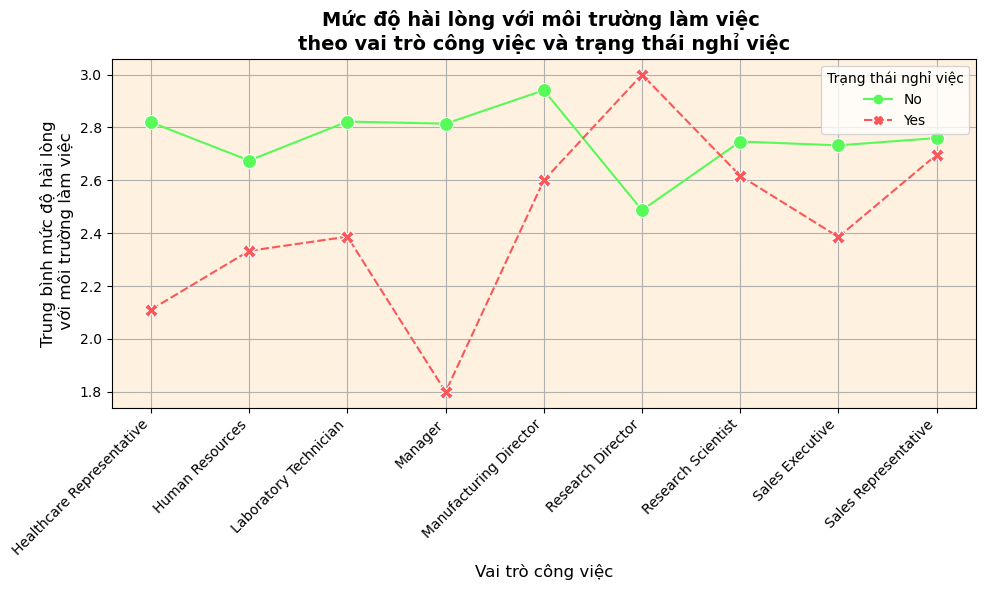 Mức độ hài lòng với môi trường làm việc
theo vai trò công việc và trạng thái nghỉ việc
Trung bình mức độ hài lòng
với môi trường làm việc
3.0
2.8
2.6
2.4
2.2
2.0
1.8
Trạng thái nghỉ việc
No
Yes
Healthcare Representative
Human Resources
Laboratory Technician
Manager
Manufacturing Director
Research Director
Research Scientist
Sales Executive
Sales Representative
Vai trò công việc